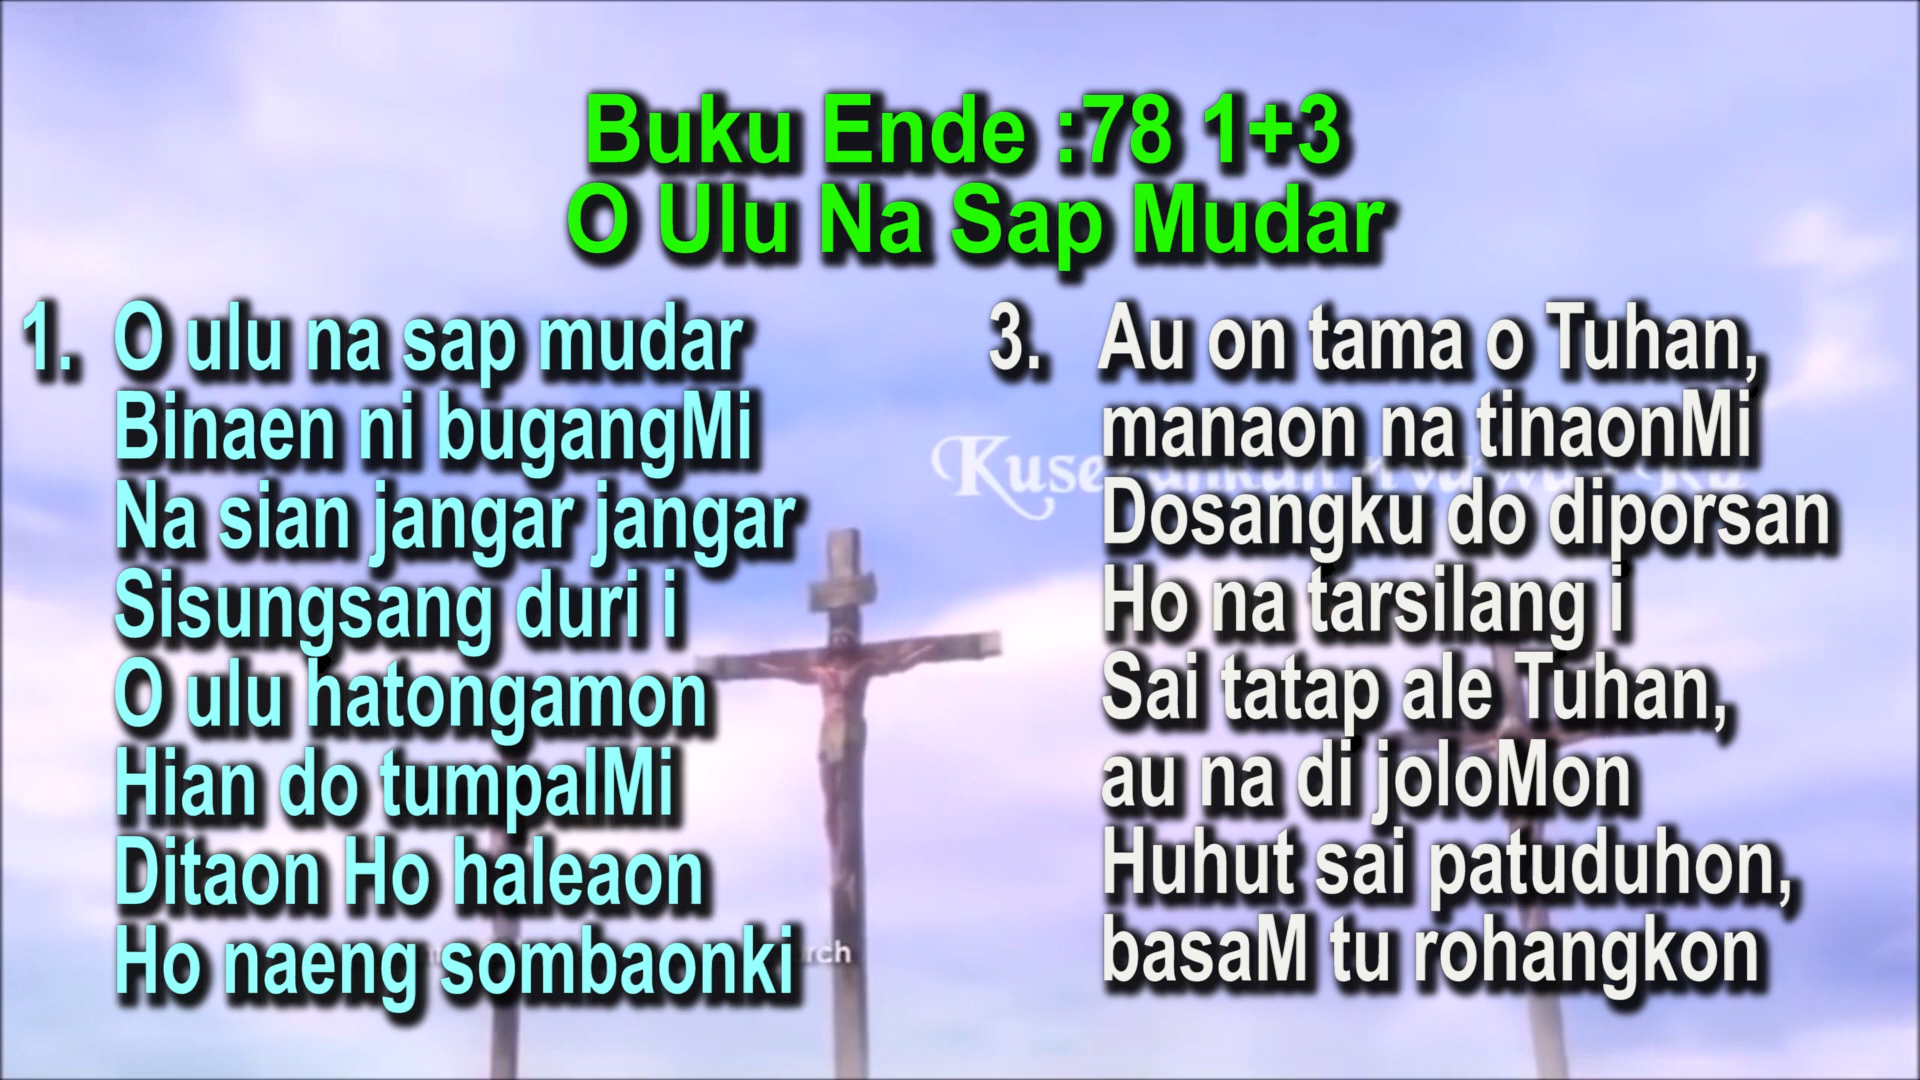 Buku Ende :78 1+3
O Ulu Na Sap Mudar
1. O ulu na sap mudar
Binaen ni bugangMi
Na sian jangar jangar
Sisungsang duri i
O ulu hatongamon
Hian do tumpalMi
Ditaon Ho haleaon
Ho naeng sombaonki
3. Au on tama o Tuhan,
manaon na tinaonMi
Dosangku do diporsan
Ho na tarsilang i
Sai tatap ale Tuhan,
au na di joloMon
Huhut sai patuduhon,
basaM tu rohangkon